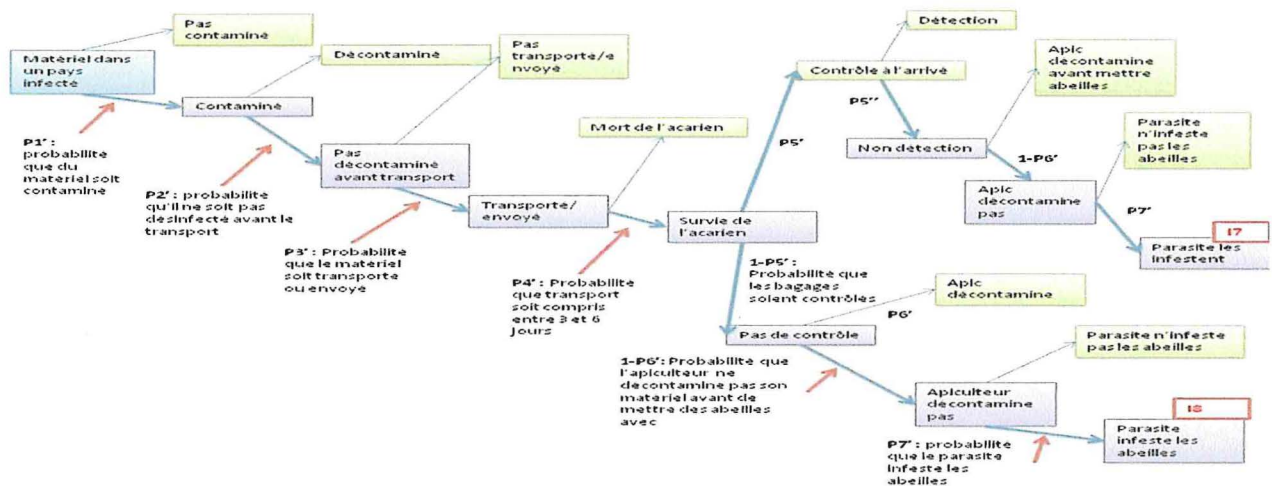 Pas
contaminé
Matériel dans
un pays
infecté
P1' :
probabilité
que du
matériel soit
contaminé
Contaminé
Décontaminé
P2' : probabilité
qu'il ne soit pas
désinfecté avant le
transport
Pas
décontaminé
avant transport
Pas
transporté/e
nvoyé
P3' : Probabilité
que le matériel
soit transporté
ou envoyé
Transporté/
envoyé
Mort de l'acarien
P4' : Probabilité
que transport
soit compris
entre 3 et 6
jours
Survie de
l'acarien
P5'
Contrôle à l'arrivé
Détection
P5''
Non détection
Apic
décontamine
avant mettre
abeilles
1-P6'
Apic
décontamine
pas
Parasite
n'infeste
pas les
abeilles
P7'
I7
Parasite les
infestent
1-P5' :
Probabilité que
les bagages
soient contrôlés
Pas de contrôle
P6'
Apic
décontamine
1-P6' : Probabilité que
l'apiculteur ne
décontamine pas son
matériel avant de
mettre des abeilles
avec
Apiculteur
décontamine
pas
Parasite n'infeste
pas les abeilles
P7' : probabilité
que le parasite
infeste les
abeilles
I8
Parasite
infeste les
abeilles